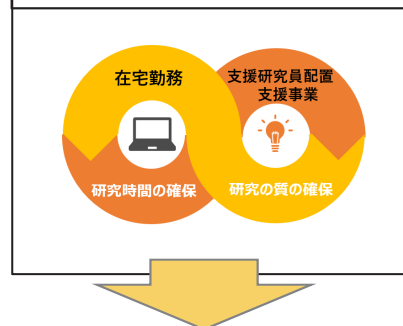 在宅勤務
支援研究員配置
支援事業
研究時間の確保
研究の質の確保